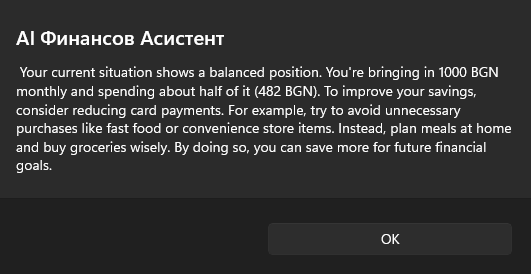 AI Финансов Асистент
Your current situation shows a balanced position. You're bringing in 1000 BGN
monthly and spending about half of it (482 BGN). To improve your savings,
consider reducing card payments. For example, try to avoid unnecessary
purchases like fast food or convenience store items. Instead, plan meals at home
and buy groceries wisely. By doing so, you can save more for future financial
goals.
OK